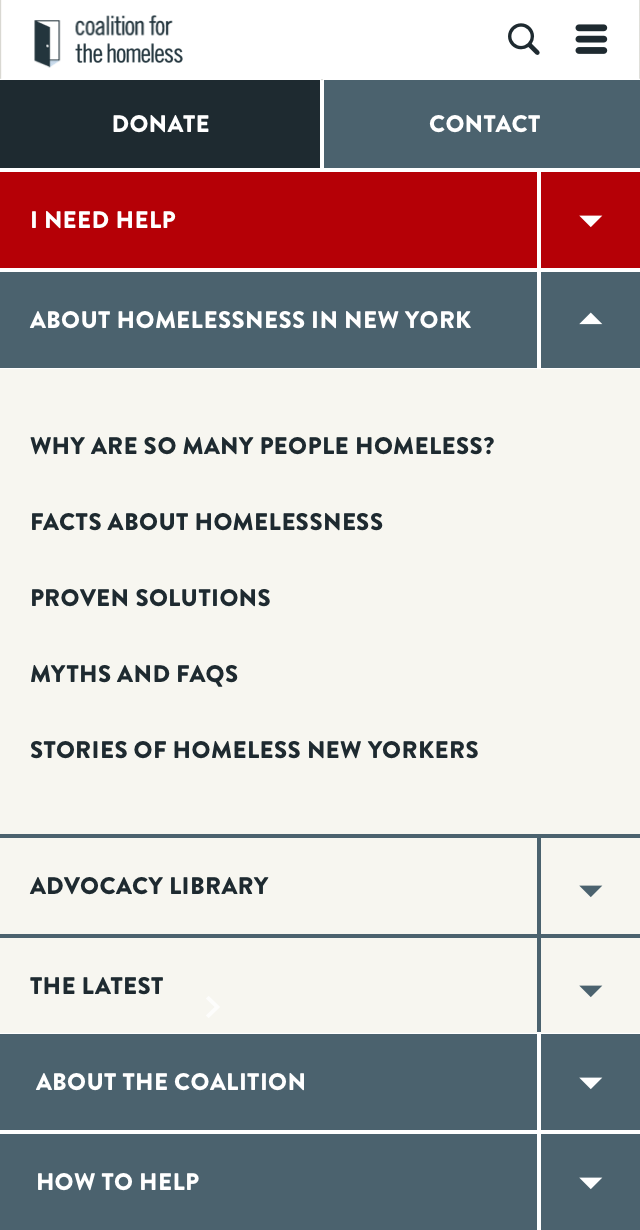 coalition for
the homeless
DONATE
CONTACT
I NEED HELP
ABOUT HOMELESSNESS IN NEW YORK
WHY ARE SO MANY PEOPLE HOMELESS?
FACTS ABOUT HOMELESSNESS
PROVEN SOLUTIONS
MYTHS AND FAQS
STORIES OF HOMELESS NEW YORKERS
ADVOCACY LIBRARY
THE LATEST
ABOUT THE COALITION
HOW TO HELP